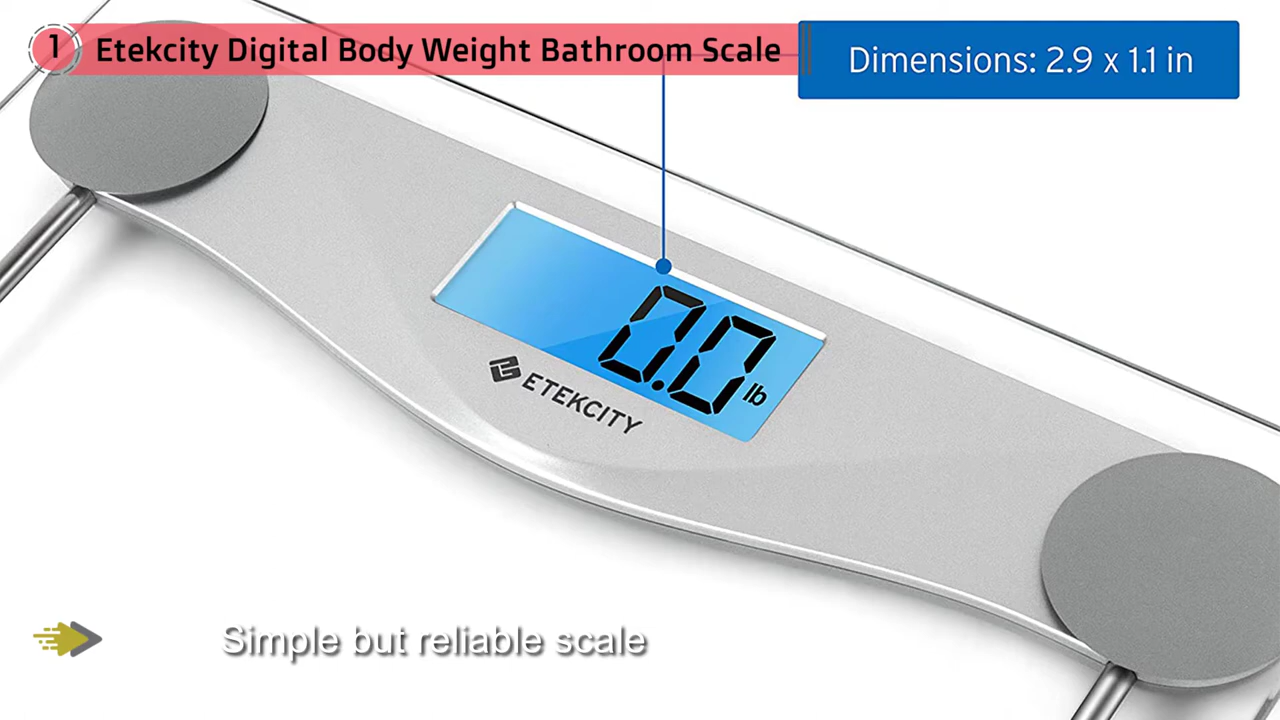 1 Etekcity Digital Body Weight Bathroom Scale
Dimensions: 2.9 x 1.1 in
0.0 lb
ETEKCITY
Simple but reliable scale